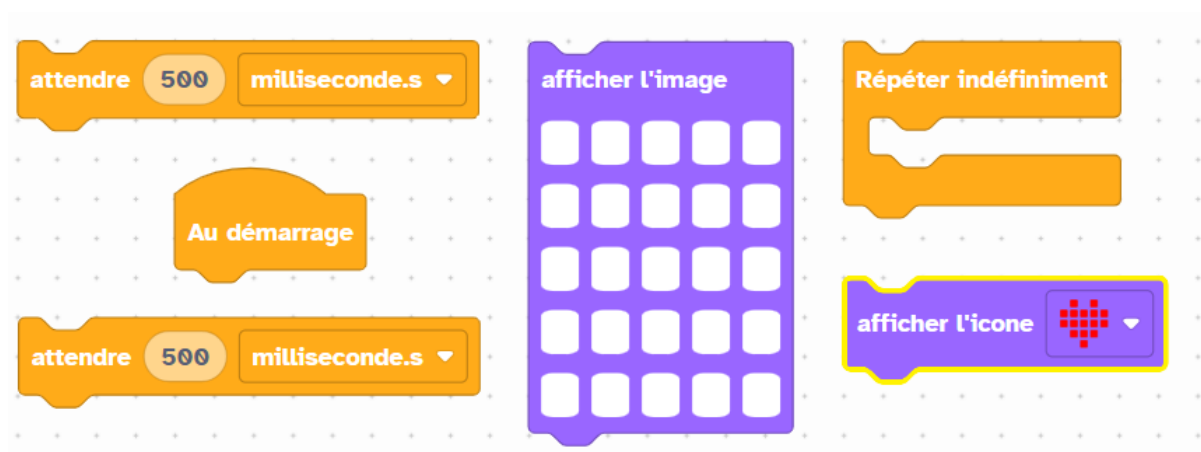 attendre 500 milliseconde.s
Au démarrage
attendre 500 milliseconde.s
afficher l'image
Répéter indéfiniment
afficher l'icone